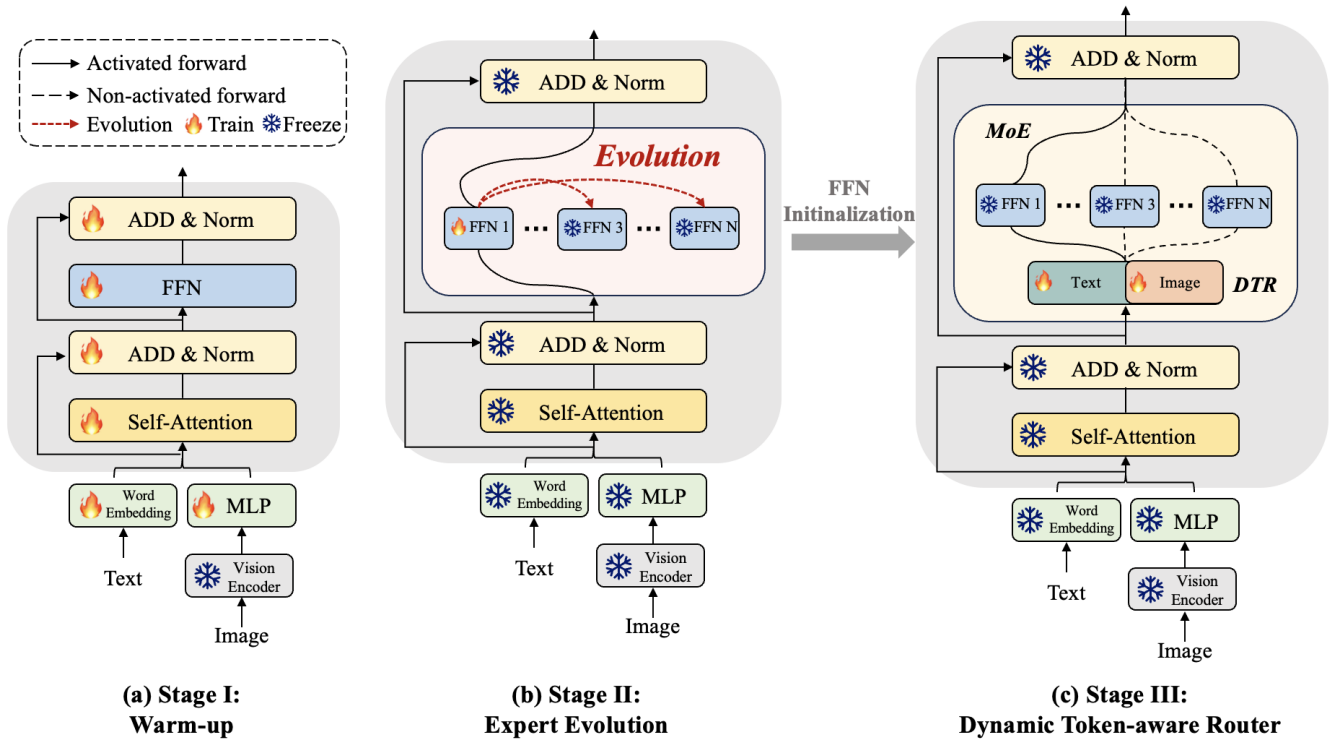 Activated forward
Non-activated forward
Evolution Train Freeze
ADD & Norm
FFN
ADD & Norm
Self-Attention
Word
Embedding
MLP
Text
Vision
Encoder
Image
(a) Stage I:
Warm-up
ADD & Norm
Evolution
FFN 1 ... FFN 3 ... FFN N
ADD & Norm
Self-Attention
Word
Embedding
MLP
Text
Vision
Encoder
Image
(b) Stage II:
Expert Evolution
FFN
Initinalization
ADD & Norm
MoE
FFN 1 ... FFN 3 ... FFN N
Text Image DTR
ADD & Norm
Self-Attention
Word
Embedding
MLP
Text
Vision
Encoder
Image
(c) Stage III:
Dynamic Token-aware Router